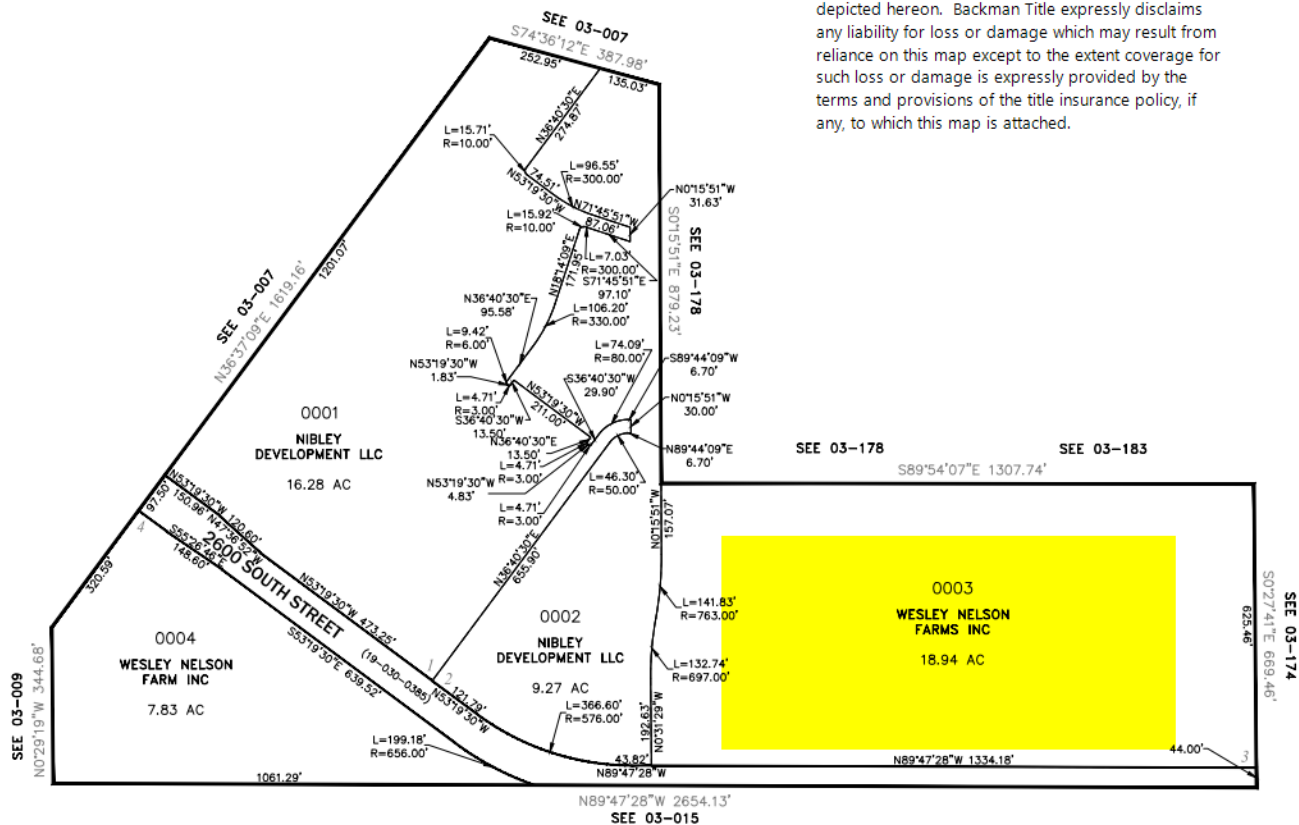 depicted hereon. Backman Title expressly disclaims
any liability for loss or damage which may result from
reliance on this map except to the extent coverage for
such loss or damage is expressly provided by the
terms and provisions of the title insurance policy, if
any, to which this map is attached.
SEE 03-007
S74°36'12"E 387.98'
252.95'
135.03'
N36°40'30"E
274.87'
L=15.71'
R=10.00'
74.51'
N53°19'30"W
L=96.55'
R=300.00'
N71°45'51"W
87.06'
N0°15'51"W
31.63'
L=15.92'
R=10.00'
L=7.03'
R=300.00'
S71°45'51"E
97.10'
N18°14'09"E
171.95'
S0°15'51"E 879.23'
SEE 03-178
SEE 03-007
N36°37'09"E 1619.16'
1201.07'
N36°40'30"E
95.58'
L=106.20'
R=330.00'
L=9.42'
R=6.00'
N53°19'30"W
1.83'
L=74.09'
R=80.00'
S89°44'09"W
6.70'
S36°40'30"W
29.90'
N53°19'30"W
211.00'
L=4.71'
R=3.00'
S36°40'30"W
13.50'
N0°15'51"W
30.00'
N36°40'30"E
13.50'
L=4.71'
R=3.00'
N89°44'09"E
6.70'
N53°19'30"W
4.83'
L=46.30'
R=50.00'
L=4.71'
R=3.00'
0001
NIBLEY
DEVELOPMENT LLC
16.28 AC
SEE 03-178
SEE 03-183
S89°54'07"E 1307.74'
N0°15'51"W
157.07'
97.50'
4
N53°19'30"W 120.60'
150.96' N47°36'52"W
S55°26'46"E
148.60'
2600 SOUTH STREET
(19-030-0385)
N53°19'30"W 473.25'
S53°19'30"E 639.52'
N36°40'30"E
655.90'
320.59'
0003
WESLEY NELSON
FARMS INC
18.94 AC
S0°27'41"E 669.46'
625.46'
SEE 03-174
L=141.83'
R=763.00'
0002
NIBLEY
DEVELOPMENT LLC
9.27 AC
L=132.74'
R=697.00'
192.63'
N0°31'29"W
0004
WESLEY NELSON
FARM INC
7.83 AC
SEE 03-009
N0°29'19"W 344.68'
1
2
121.79'
N53°19'30"W
L=366.60'
R=576.00'
L=199.18'
R=656.00'
43.82'
N89°47'28"W
N89°47'28"W 1334.18'
44.00'
3
1061.29'
N89°47'28"W 2654.13'
SEE 03-015